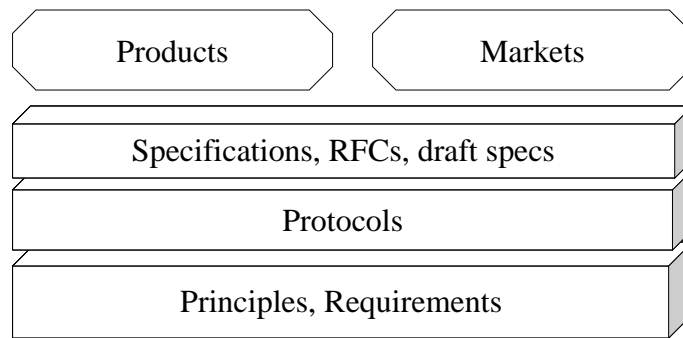 Products
Markets
Specifications, RFCs, draft specs
Protocols
Principles, Requirements